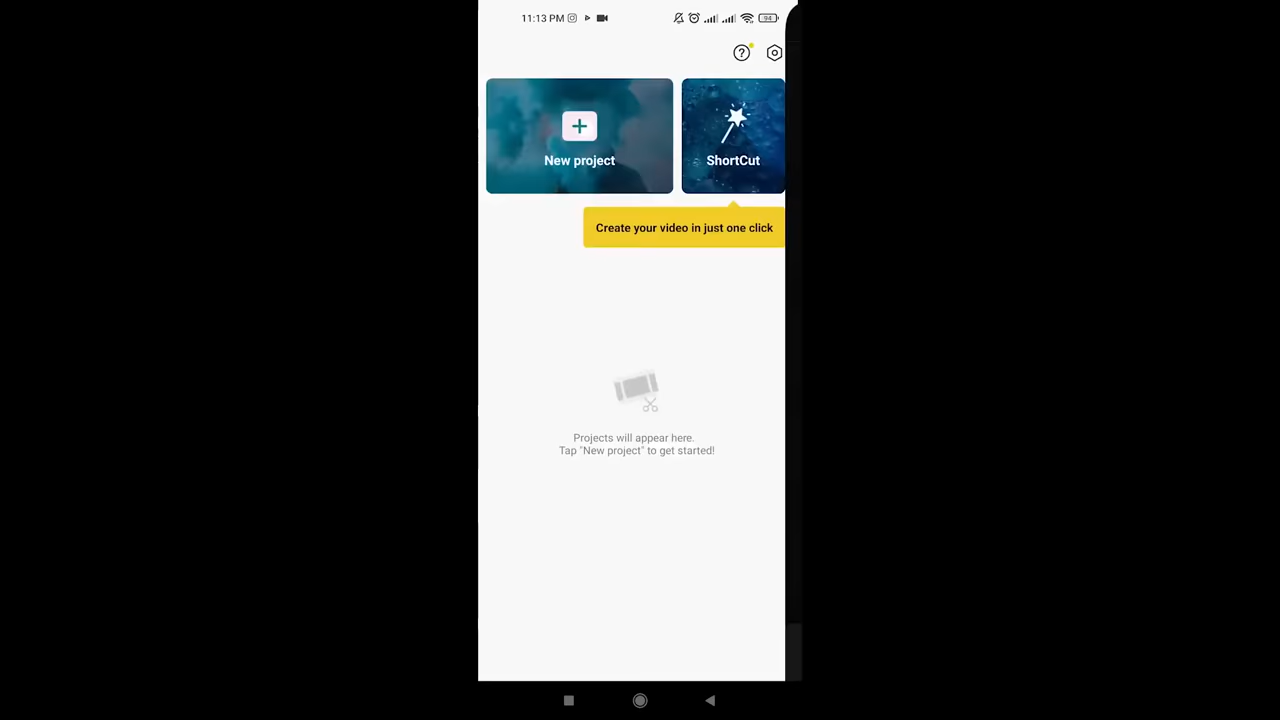 11:13 PM
94
New project
ShortCut
Create your video in just one click
Projects will appear here.
Tap "New project" to get started!